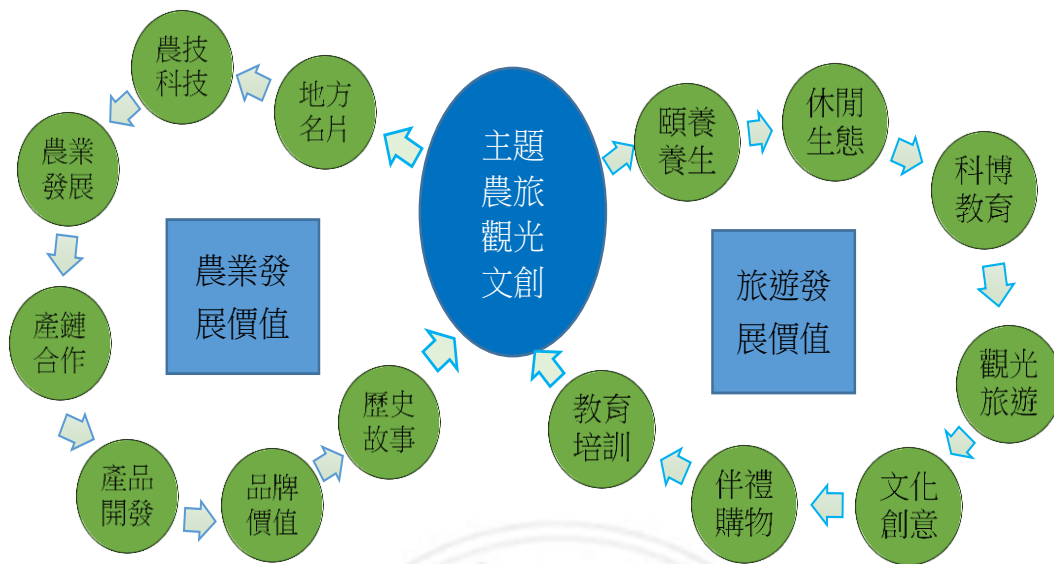 主題
農旅
觀光
文創
地方
名片
農技
科技
農業
發展
產鏈
合作
產品
開發
品牌
價值
歷史
故事
農業發
展價值
頤養
養生
休閒
生態
科博
教育
觀光
旅遊
文化
創意
伴禮
購物
教育
培訓
旅遊發
展價值